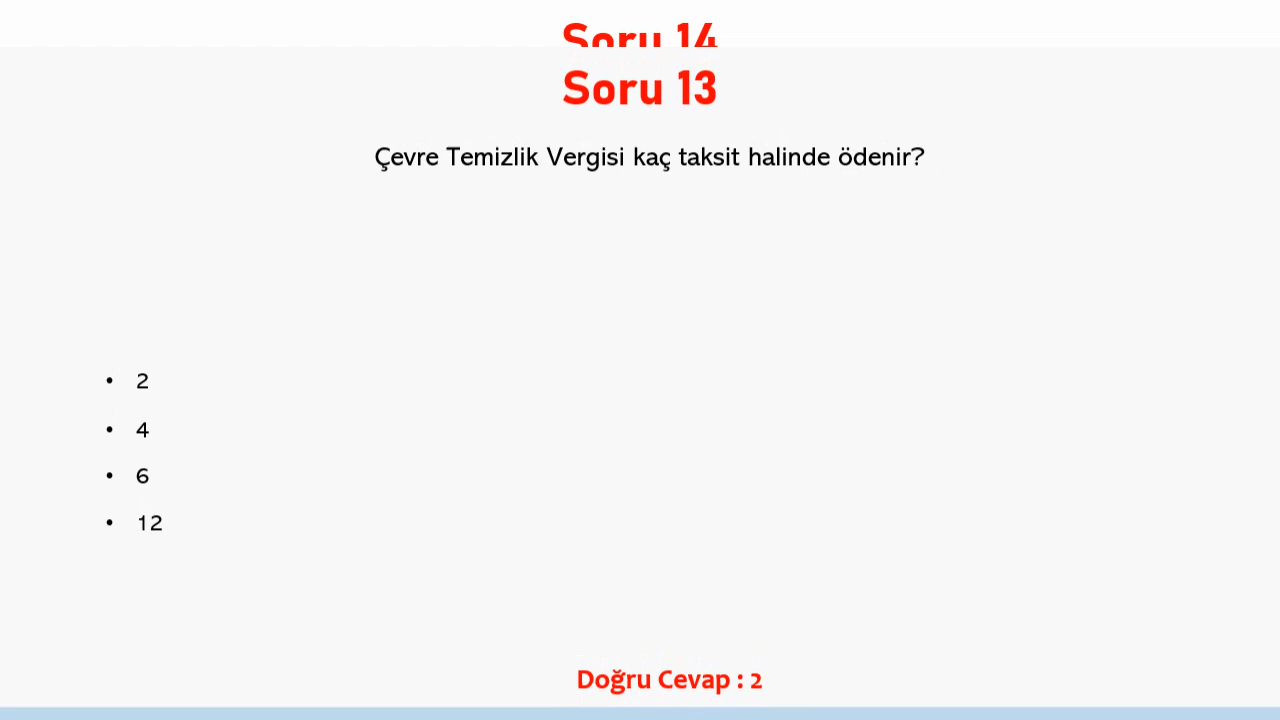 Soru 14
Soru 13
Çevre Temizlik Vergisi kaç taksit halinde ödenir?
• 2
• 4
• 6
• 12
Doğru Cevap : 2